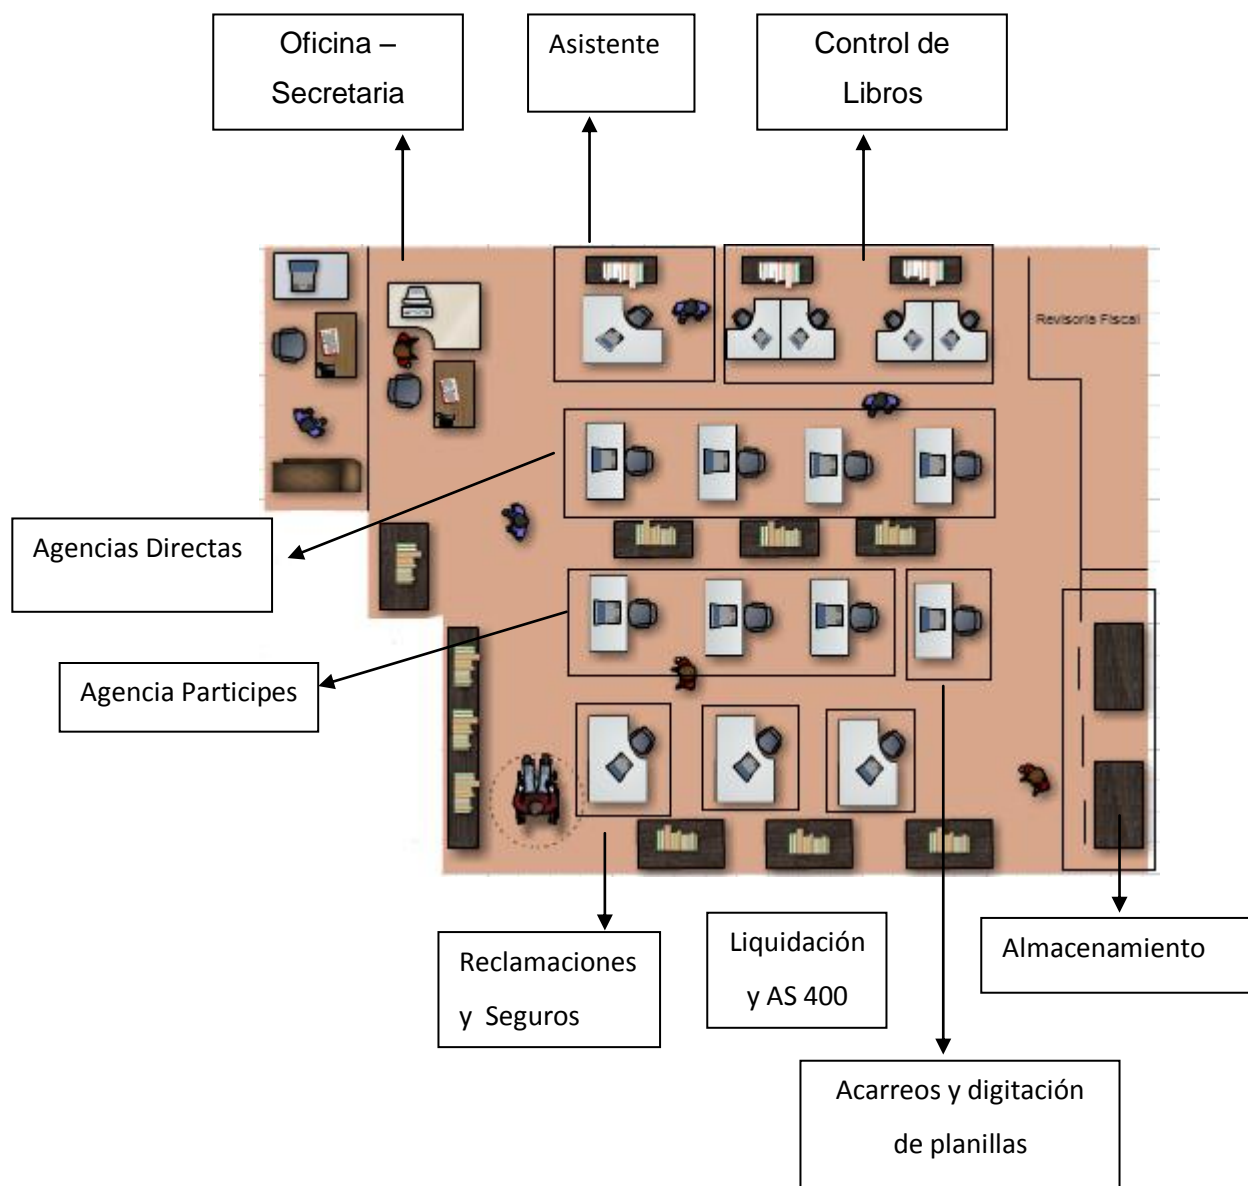 Oficina –
Secretaria
Asistente
Control de
Libros
Revisoria Fiscal
Agencias Directas
Agencia Participes
Reclamaciones
y Seguros
Liquidación
y AS 400
Almacenamiento
Acarreos y digitación
de planillas